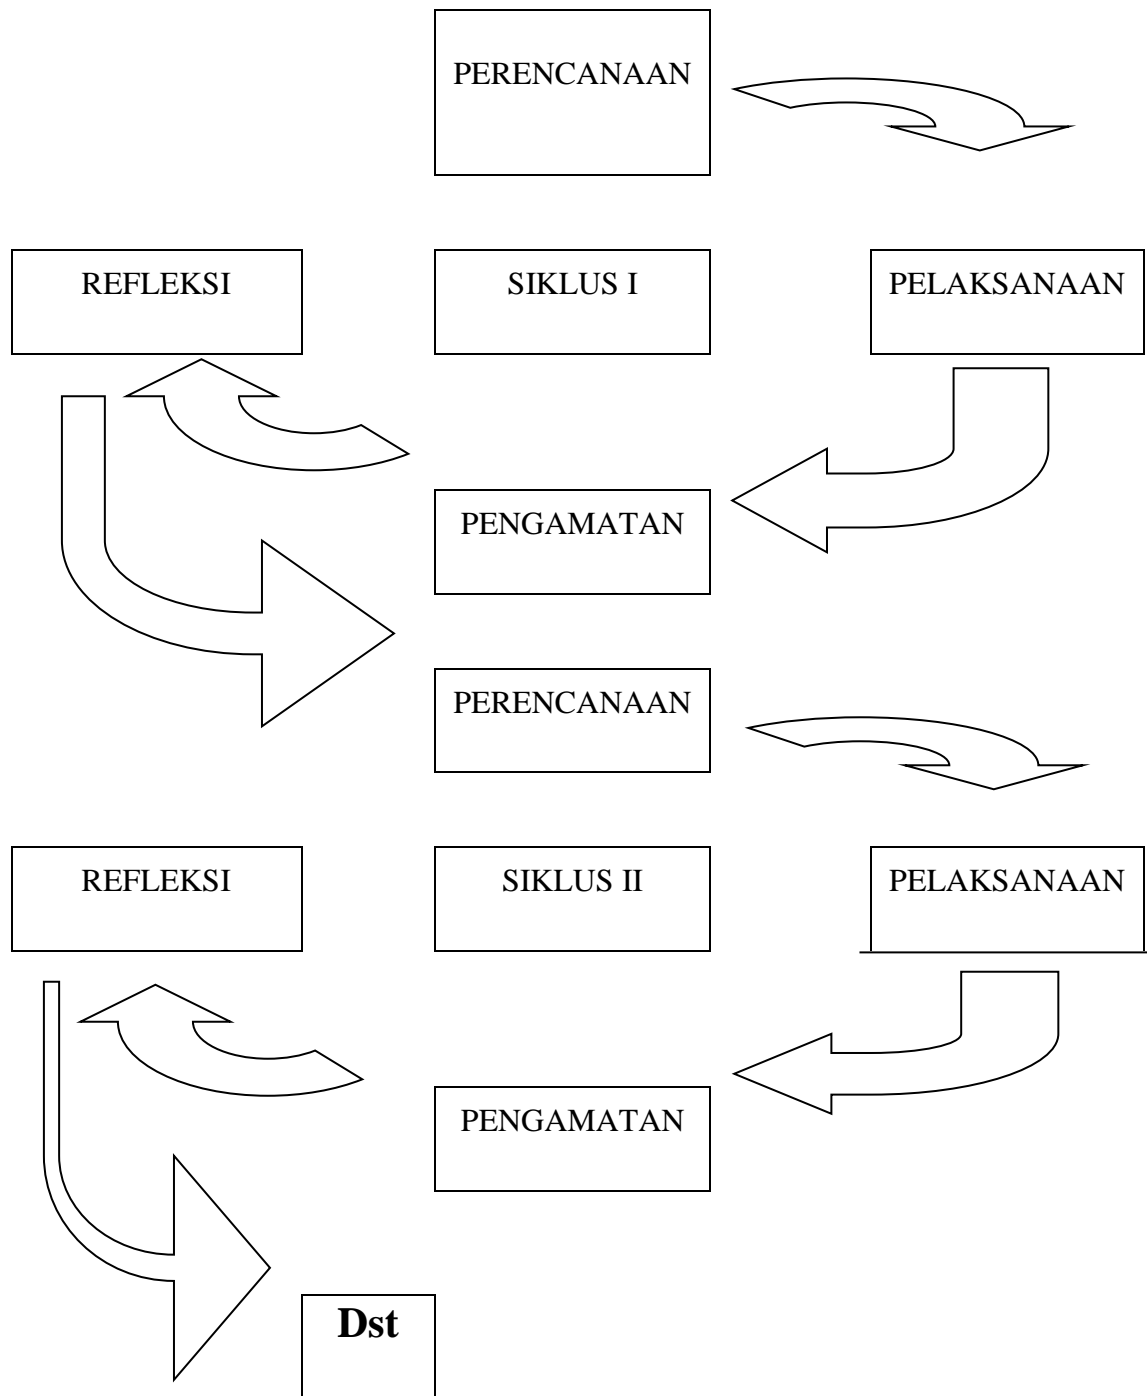 PERENCANAAN
REFLEKSI
SIKLUS I
PELAKSANAAN
PENGAMATAN
PERENCANAAN
REFLEKSI
SIKLUS II
PELAKSANAAN
PENGAMATAN
Dst